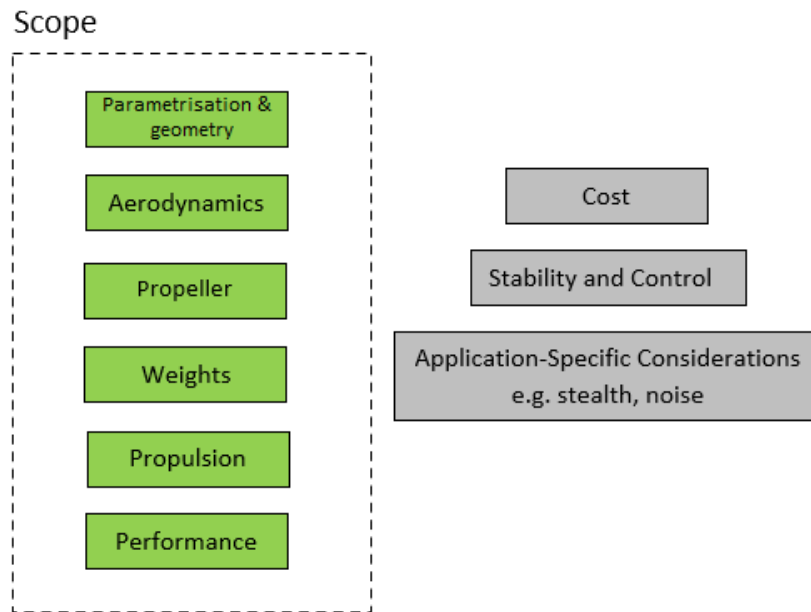 Scope
Parametrisation &
geometry
Aerodynamics
Propeller
Weights
Propulsion
Performance
Cost
Stability and Control
Application-Specific Considerations
e.g. stealth, noise